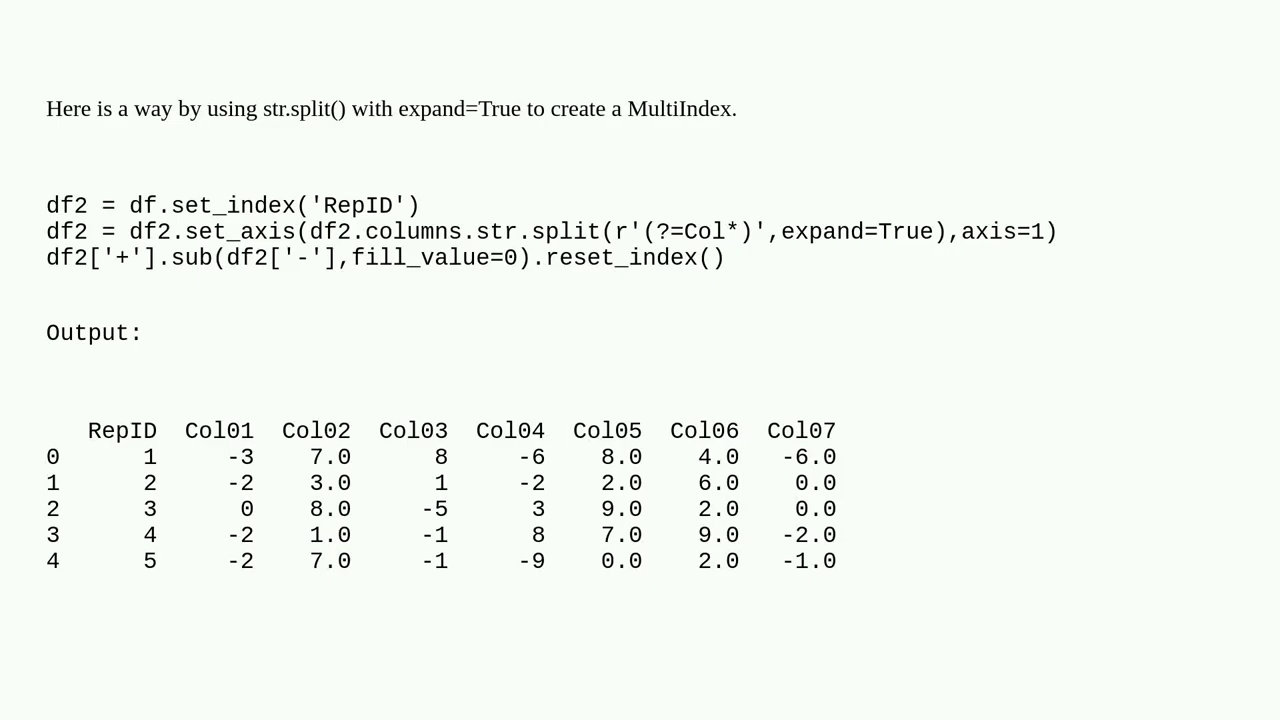 Here is a way by using str.split() with expand=True to create a MultiIndex.
df2 = df.set_index('RepID')
df2 = df2.set_axis(df2.columns.str.split(r'(?=Col*)',expand=True),axis=1)
df2['+'].sub(df2['-'],fill_value=0).reset_index()
Output:
   RepID  Col01  Col02  Col03  Col04  Col05  Col06  Col07
0      1     -3    7.0      8     -6    8.0    4.0   -6.0
1      2     -2    3.0      1     -2    2.0    6.0    0.0
2      3      0    8.0     -5      3    9.0    2.0    0.0
3      4     -2    1.0     -1      8    7.0    9.0   -2.0
4      5     -2    7.0     -1     -9    0.0    2.0   -1.0